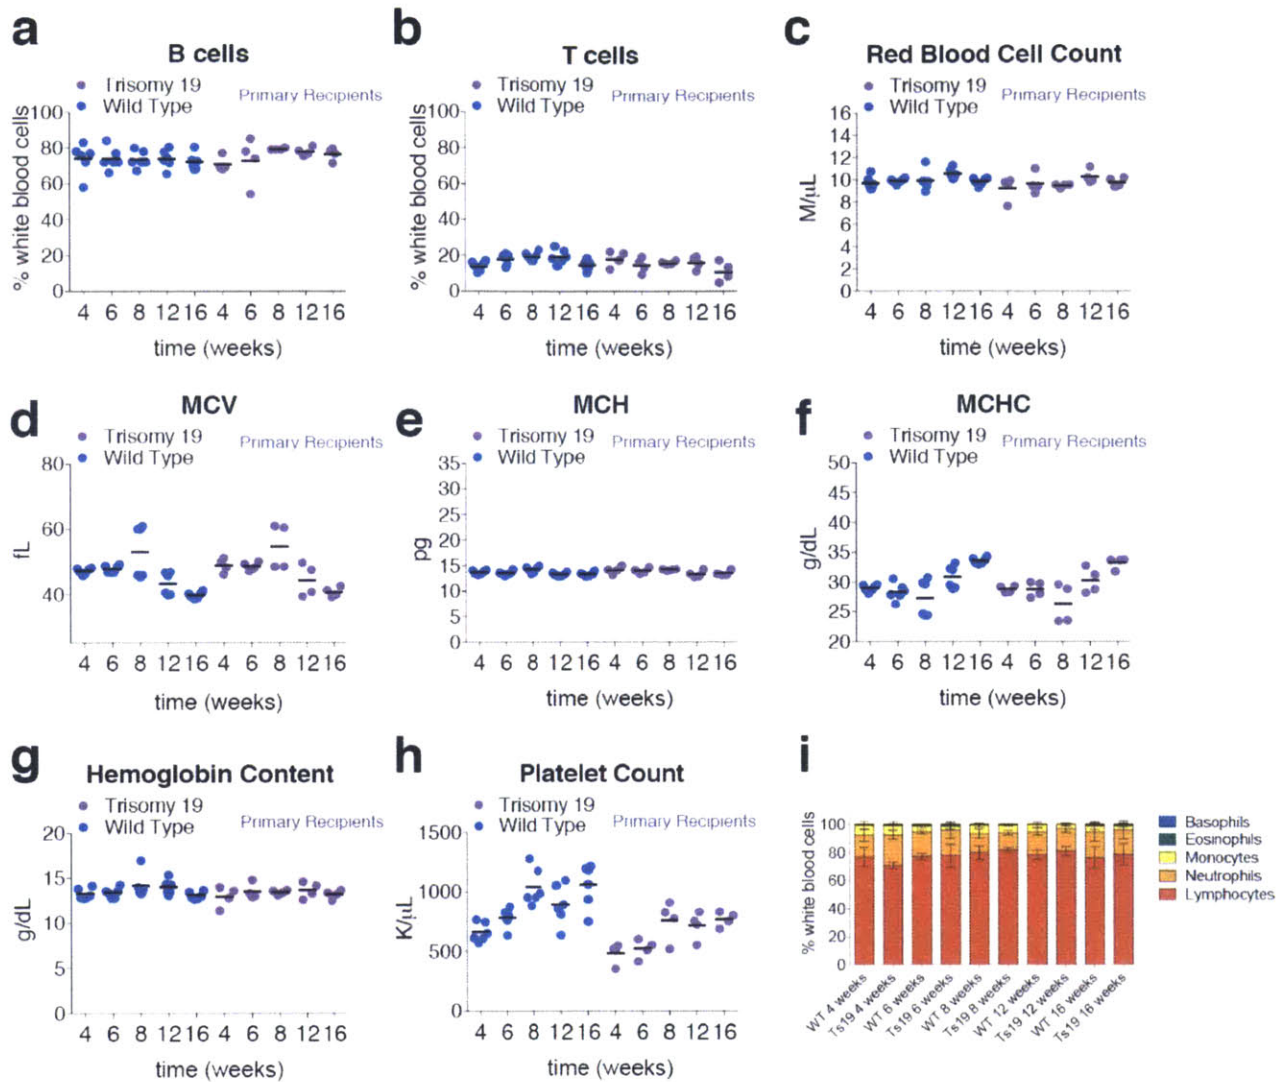 a
B cells
Trisomy 19
Wild Type
Primary Recipients
% white blood cells
100
80
60
40
20
0
4 6 8 12 16 4 6 8 12 16
time (weeks)
b
T cells
Trisomy 19
Wild Type
Primary Recipients
% white blood cells
100
80
60
40
20
0
4 6 8 12 16 4 6 8 12 16
time (weeks)
c
Red Blood Cell Count
Trisomy 19
Wild Type
Primary Recipients
M/μL
16
14
12
10
8
6
4
2
0
4 6 8 12 16 4 6 8 12 16
time (weeks)
d
MCV
Trisomy 19
Wild Type
Primary Recipients
fL
80
60
40
4 6 8 12 16 4 6 8 12 16
time (weeks)
e
MCH
Trisomy 19
Wild Type
Primary Recipients
pg
35
30
25
20
15
10
5
0
4 6 8 12 16 4 6 8 12 16
time (weeks)
f
MCHC
Trisomy 19
Wild Type
Primary Recipients
g/dL
50
45
40
35
30
25
20
4 6 8 12 16 4 6 8 12 16
time (weeks)
g
Hemoglobin Content
Trisomy 19
Wild Type
Primary Recipients
g/dL
20
15
10
5
0
4 6 8 12 16 4 6 8 12 16
time (weeks)
h
Platelet Count
Trisomy 19
Wild Type
Primary Recipients
K/μL
1500
1000
500
0
4 6 8 12 16 4 6 8 12 16
time (weeks)
i
% white blood cells
100
80
60
40
20
0
WT 4 weeks
Ts19 4 weeks
WT 6 weeks
Ts19 6 weeks
WT 8 weeks
Ts19 8 weeks
WT 12 weeks
Ts19 12 weeks
WT 16 weeks
Ts19 16 weeks
Basophils
Eosinophils
Monocytes
Neutrophils
Lymphocytes